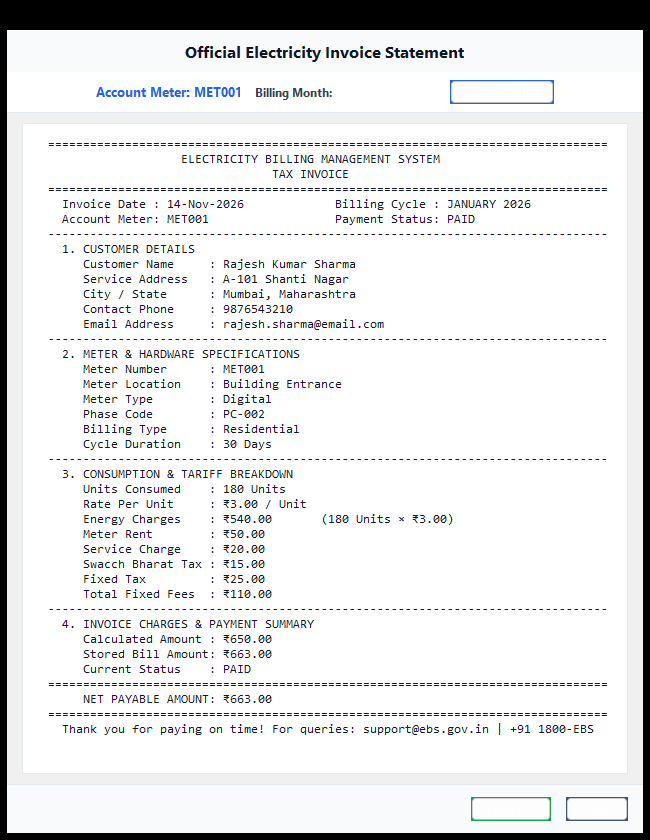 Official Electricity Invoice Statement
Account Meter: MET001 Billing Month:
================================================================================
ELECTRICITY BILLING MANAGEMENT SYSTEM
TAX INVOICE
================================================================================
Invoice Date : 14-Nov-2026 Billing Cycle : JANUARY 2026
Account Meter: MET001 Payment Status: PAID
--------------------------------------------------------------------------------
1. CUSTOMER DETAILS
Customer Name : Rajesh Kumar Sharma
Service Address : A-101 Shanti Nagar
City / State : Mumbai, Maharashtra
Contact Phone : 9876543210
Email Address : rajesh.sharma@email.com
--------------------------------------------------------------------------------
2. METER & HARDWARE SPECIFICATIONS
Meter Number : MET001
Meter Location : Building Entrance
Meter Type : Digital
Phase Code : PC-002
Billing Type : Residential
Cycle Duration : 30 Days
--------------------------------------------------------------------------------
3. CONSUMPTION & TARIFF BREAKDOWN
Units Consumed : 180 Units
Rate Per Unit : ₹3.00 / Unit
Energy Charges : ₹540.00 (180 Units × ₹3.00)
Meter Rent : ₹50.00
Service Charge : ₹20.00
Swacch Bharat Tax : ₹15.00
Fixed Tax : ₹25.00
Total Fixed Fees : ₹110.00
--------------------------------------------------------------------------------
4. INVOICE CHARGES & PAYMENT SUMMARY
Calculated Amount : ₹650.00
Stored Bill Amount: ₹663.00
Current Status : PAID
================================================================================
NET PAYABLE AMOUNT: ₹663.00
================================================================================
Thank you for paying on time! For queries: support@ebs.gov.in | +91 1800-EBS